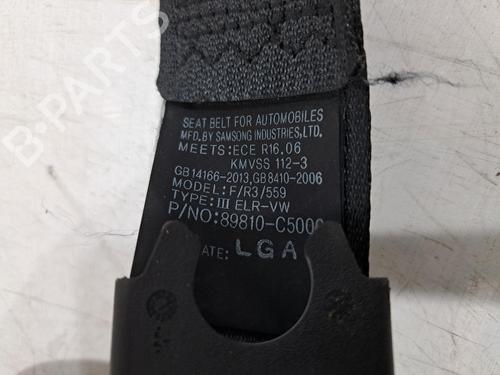 SEAT BELT FOR AUTOMOBILES
MFD.BY SAMSONG INDUSTRIES,LTD.
MEETS:ECE R16.06
KMVSS 112-3
GB14166-2013,GB8410-2006
MODEL: F/R3/559
TYPE: III ELR-VW
P/NO:89810-C5000
ATE: LGA